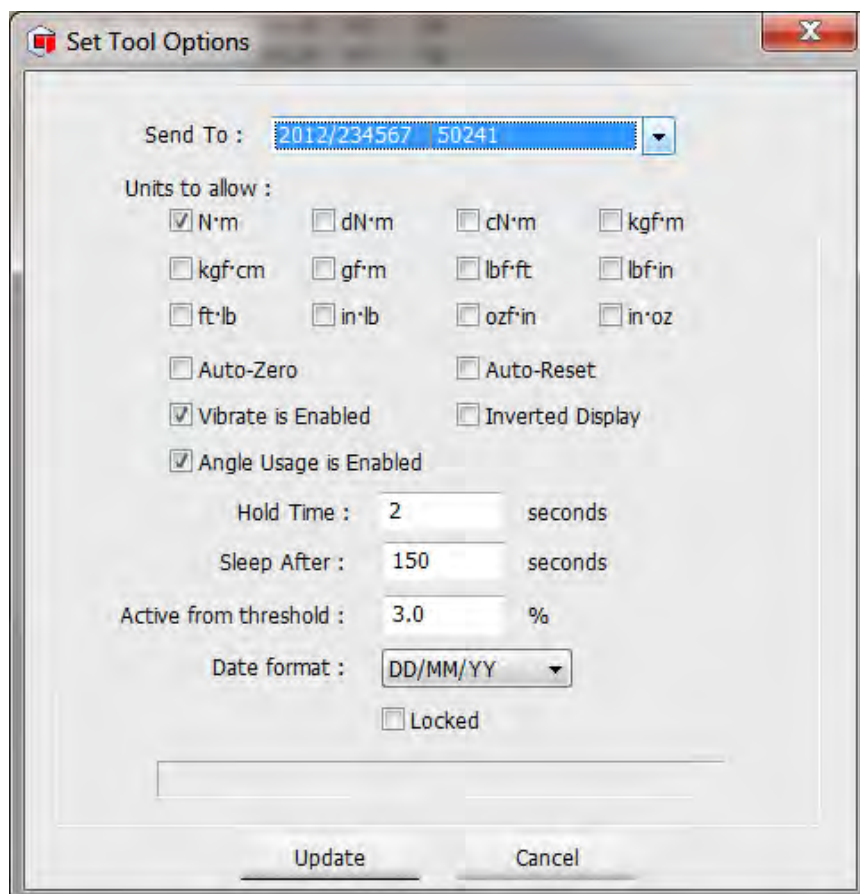 Set Tool Options
Send To : 2012/234567 | 50241
Units to allow :
N·m dN·m cN·m kgf·m
kgf·cm gf·m lbf·ft lbf·in
ft·lb in·lb ozf·in in·oz
Auto-Zero Auto-Reset
Vibrate is Enabled Inverted Display
Angle Usage is Enabled
Hold Time : 2 seconds
Sleep After : 150 seconds
Active from threshold : 3.0 %
Date format : DD/MM/YY
Locked
Update Cancel